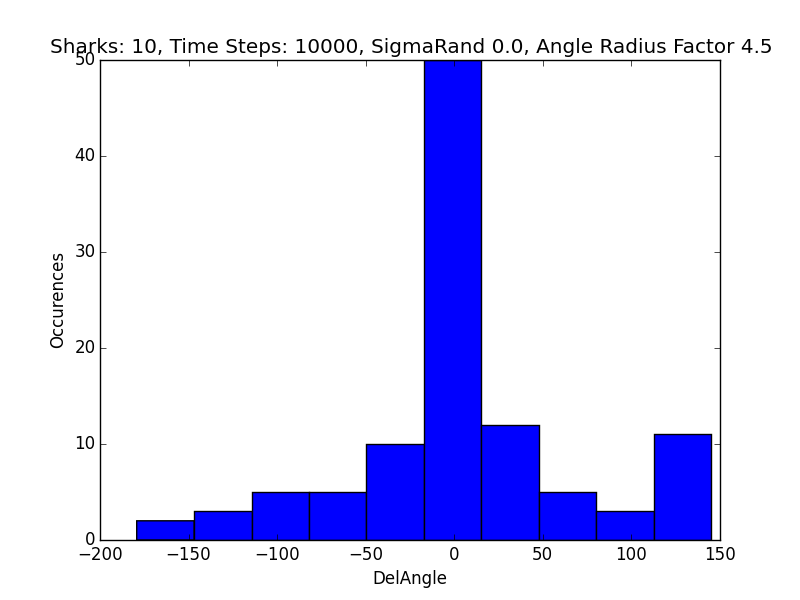 Sharks: 10, Time Steps: 10000, SigmaRand 0.0, Angle Radius Factor 4.5
50
40
30
20
10
0
Occurences
−200 −150 −100 −50 0 50 100 150
DelAngle